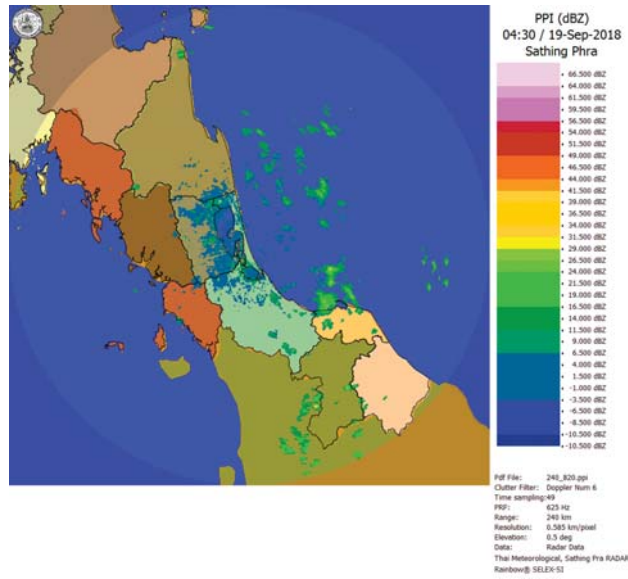 PPI (dBZ)
04:30 / 19-Sep-2018
Sathing Phra
66.500 dBZ
64.000 dBZ
61.500 dBZ
59.500 dBZ
56.500 dBZ
54.000 dBZ
51.500 dBZ
49.000 dBZ
46.500 dBZ
44.000 dBZ
41.500 dBZ
39.000 dBZ
36.500 dBZ
34.000 dBZ
31.500 dBZ
29.000 dBZ
26.500 dBZ
24.000 dBZ
21.500 dBZ
19.000 dBZ
16.500 dBZ
14.000 dBZ
11.500 dBZ
9.000 dBZ
6.500 dBZ
4.000 dBZ
1.500 dBZ
-1.000 dBZ
-3.500 dBZ
-6.500 dBZ
-8.500 dBZ
-10.500 dBZ
-10.500 dBZ
Pdf File: 240_820.ppi
Clutter Filter: Doppler Num 6
Time sampling:49
PRF: 625 Hz
Range: 240 km
Resolution: 0.585 km/pixel
Elevation: 0.5 deg
Data: Radar Data
Thai Meteorological, Sathing Pra RADAR
Rainbow® SELEX-SI